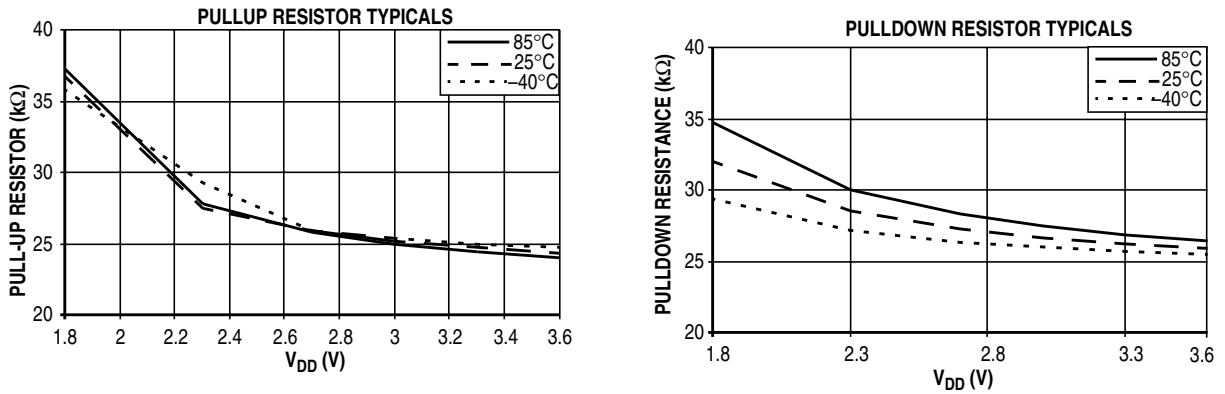 PULLUP RESISTOR TYPICALS
PULL-UP RESISTOR (kΩ)
40
35
30
25
20
85°C
25°C
–40°C
1.8 2 2.2 2.4 2.6 2.8 3 3.2 3.4 3.6
VDD (V)
PULLDOWN RESISTOR TYPICALS
PULLDOWN RESISTANCE (kΩ)
40
35
30
25
20
85°C
25°C
–40°C
1.8 2.3 2.8 3.3 3.6
VDD (V)